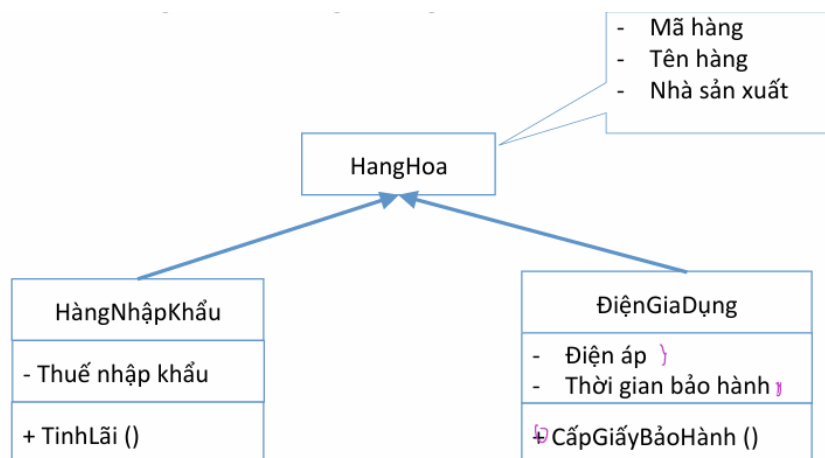 - Mã hàng
- Tên hàng
- Nhà sản xuất
HangHoa
HàngNhậpKhẩu
- Thuế nhập khẩu
+ TinhLãi ()
ĐiệnGiaDụng
- Điện áp
- Thời gian bảo hành
+ CấpGiấyBảoHành ()